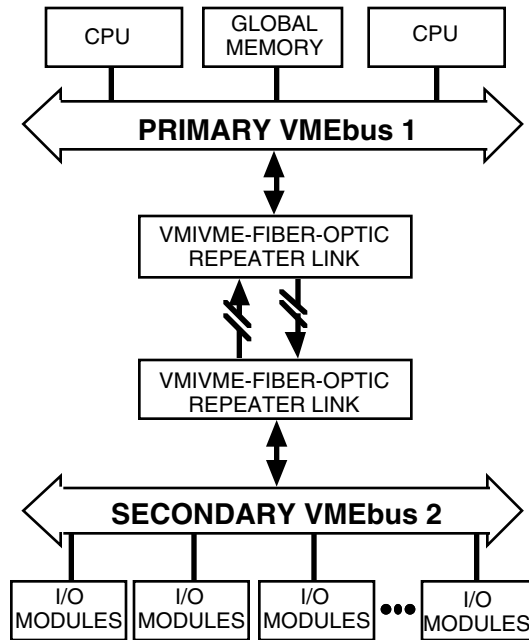 CPU
GLOBAL
MEMORY
CPU
PRIMARY VMEbus 1
VMIVME-FIBER-OPTIC
REPEATER LINK
VMIVME-FIBER-OPTIC
REPEATER LINK
SECONDARY VMEbus 2
I/O
MODULES
I/O
MODULES
I/O
MODULES
I/O
MODULES